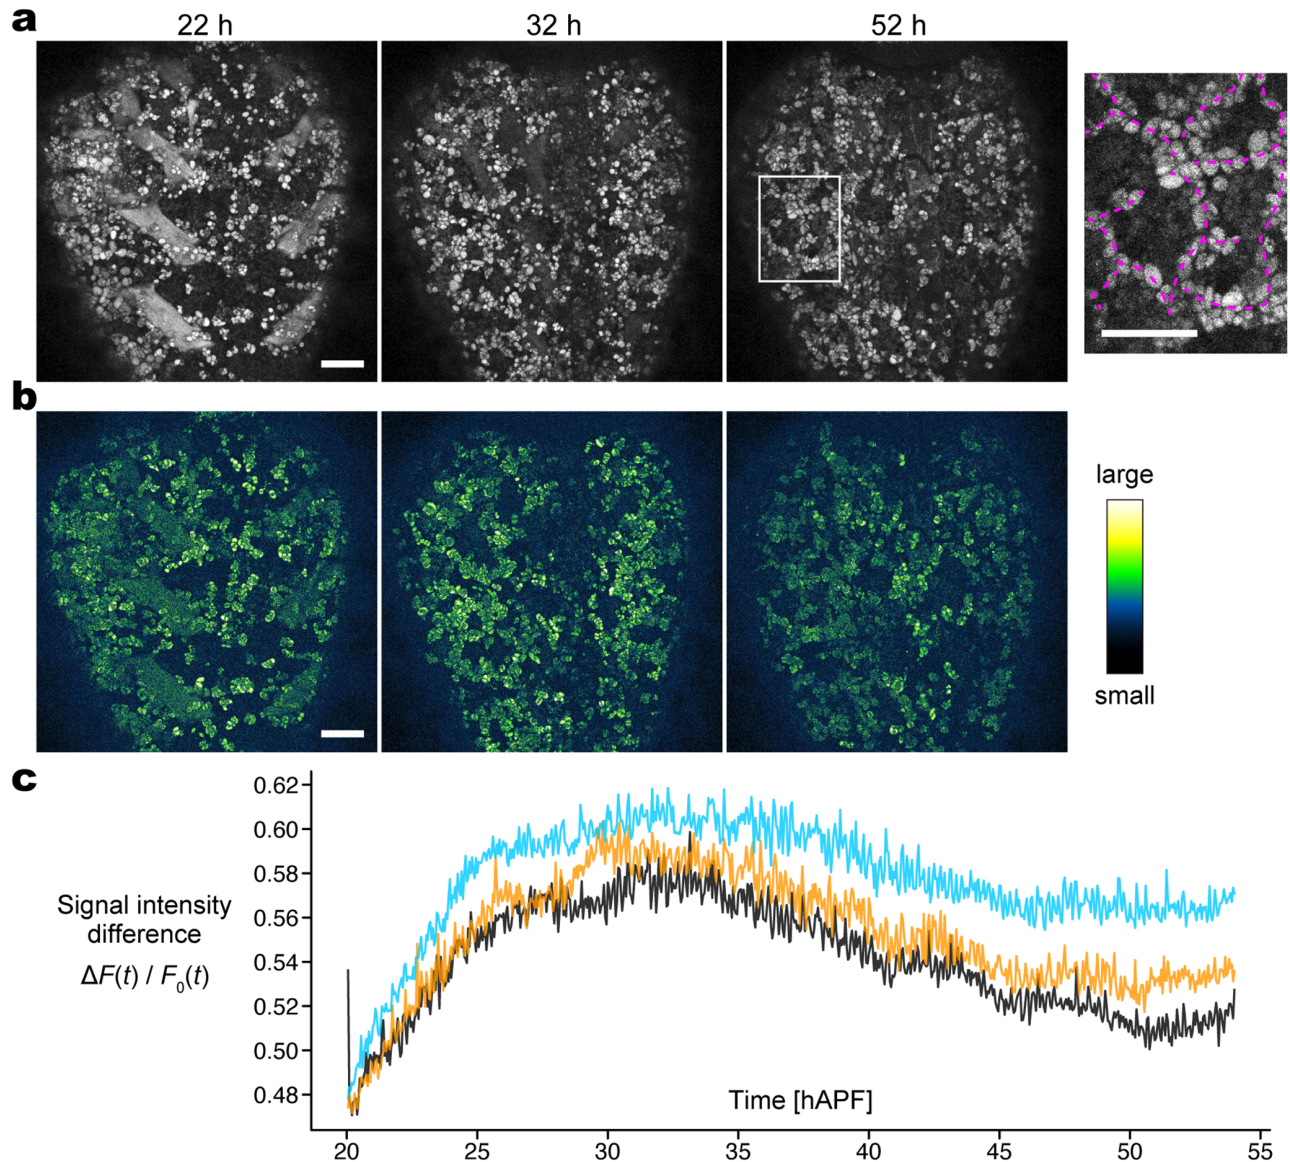 a
22 h
32 h
52 h
b
large
small
c
Signal intensity
difference
ΔF(t) / F₀(t)
0.62
0.60
0.58
0.56
0.54
0.52
0.50
0.48
Time [hAPF]
20
25
30
35
40
45
50
55